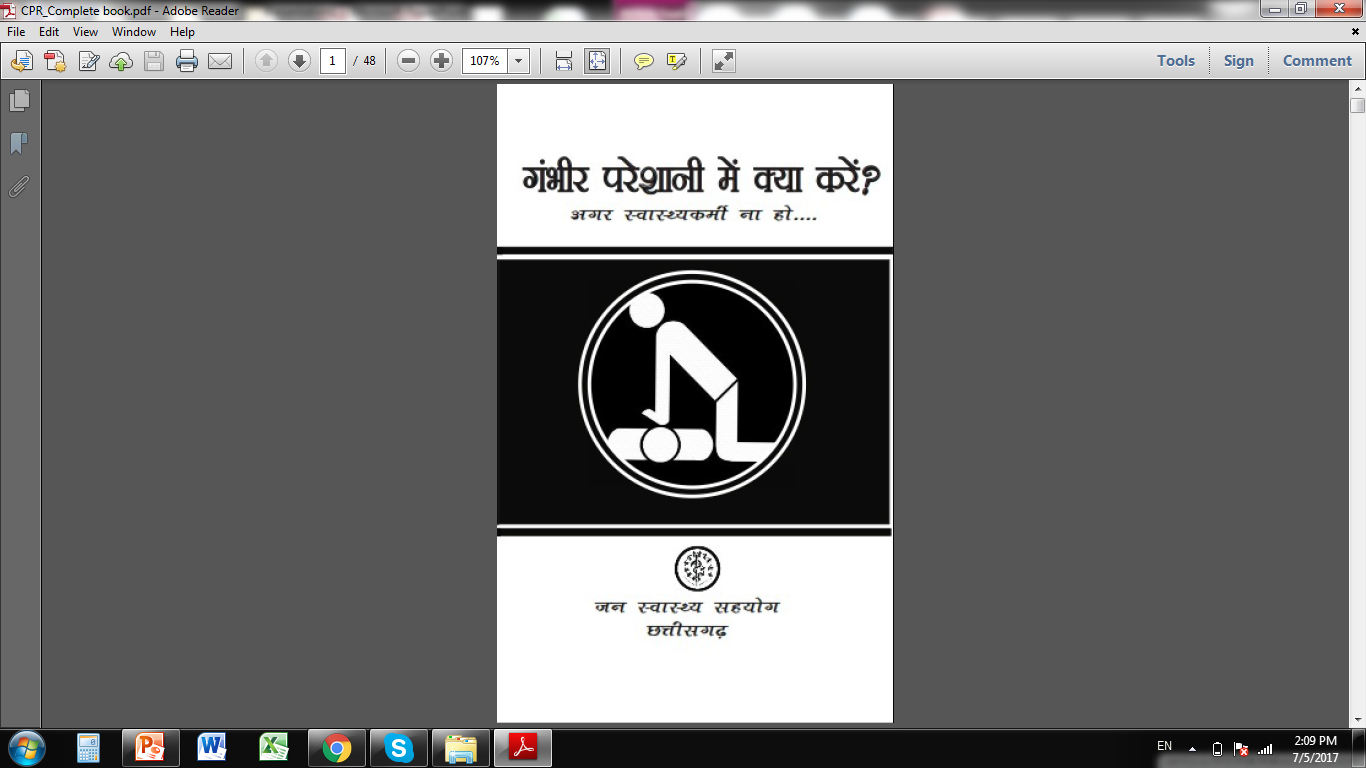 CPR_Complete book.pdf - Adobe Reader
File Edit View Window Help
1 / 48 107% Tools Sign Comment
गंभीर परेशानी में क्या करें?
अगर स्वास्थ्यकर्मी ना हो....
जन स्वास्थ्य सहयोग
छत्तीसगढ़
EN 2:09 PM
7/5/2017